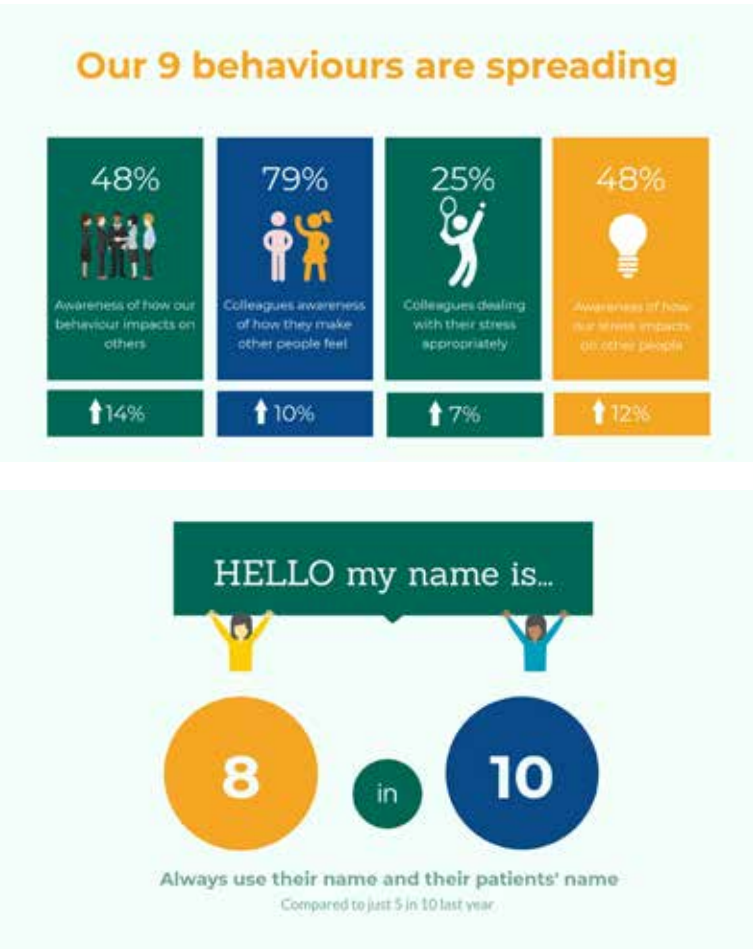 Our 9 behaviours are spreading
48%
Awareness of how our
behaviour impacts on
others
14%
79%
Colleagues awareness
of how they make
other people feel
10%
25%
Colleagues dealing
with their stress
appropriately
7%
48%
Awareness of how
our stress impacts
on other people
12%
HELLO my name is...
8
in
10
Always use their name and their patients' name
Compared to just 5 in 10 last year